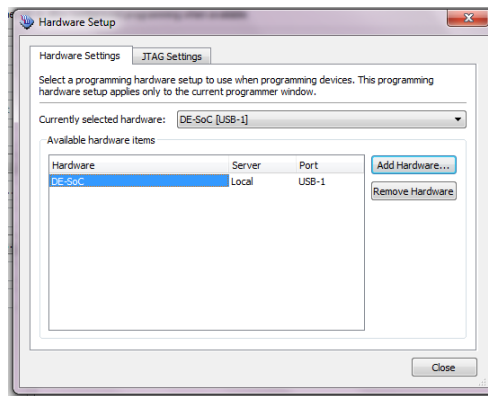 Hardware Setup
Hardware Settings
JTAG Settings
Select a programming hardware setup to use when programming devices. This programming
hardware setup applies only to the current programmer window.
Currently selected hardware: DE-SoC [USB-1]
Available hardware items
Hardware Server Port
DE-SoC Local USB-1
Add Hardware...
Remove Hardware
Close